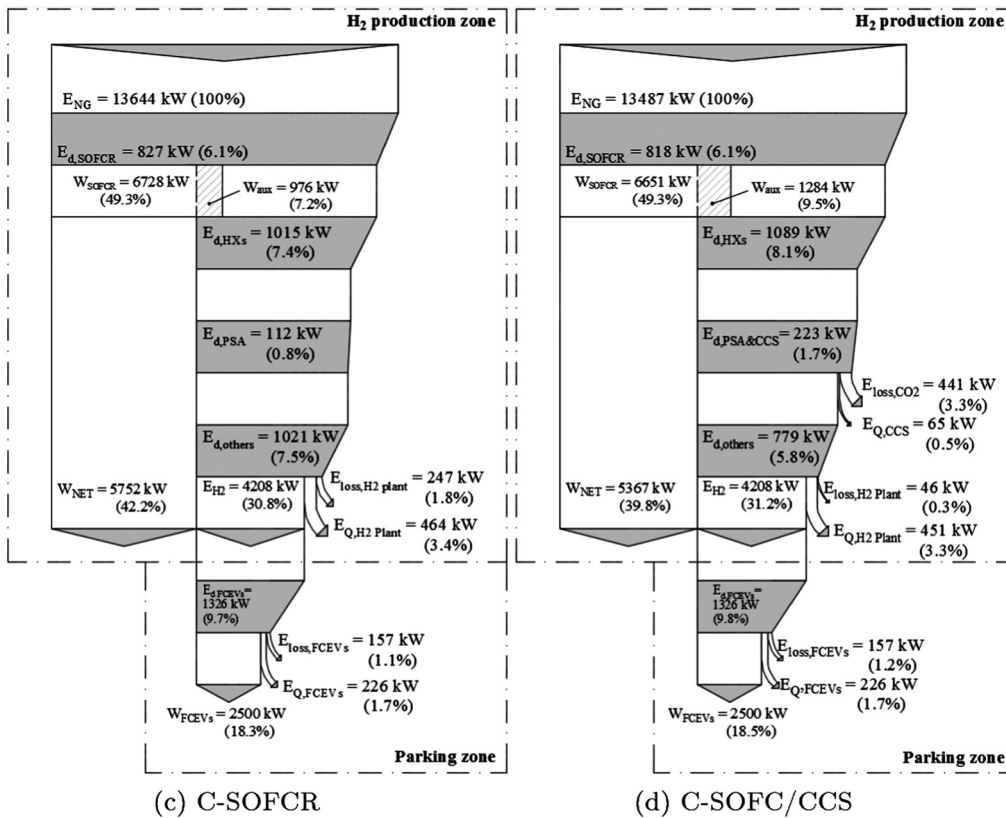 H2 production zone
E_NG = 13644 kW (100%)
E_d,SOFCR = 827 kW (6.1%)
W_SOFCR = 6728 kW
(49.3%)
W_aux = 976 kW
(7.2%)
E_d,HXs = 1015 kW
(7.4%)
E_d,PSA = 112 kW
(0.8%)
E_d,others = 1021 kW
(7.5%)
W_NET = 5752 kW
(42.2%)
E_H2 = 4208 kW
(30.8%)
E_loss,H2 plant = 247 kW
(1.8%)
E_Q,H2 Plant = 464 kW
(3.4%)
E_d,FCEVs =
1326 kW
(9.7%)
E_loss,FCEVs = 157 kW
(1.1%)
E_Q,FCEVs = 226 kW
(1.7%)
W_FCEVs = 2500 kW
(18.3%)
Parking zone
(c) C-SOFCR
H2 production zone
E_NG = 13487 kW (100%)
E_d,SOFCR = 818 kW (6.1%)
W_SOFCR = 6651 kW
(49.3%)
W_aux = 1284 kW
(9.5%)
E_d,HXs = 1089 kW
(8.1%)
E_d,PSA&CCS = 223 kW
(1.7%)
E_loss,CO2 = 441 kW
(3.3%)
E_Q,CCS = 65 kW
(0.5%)
E_d,others = 779 kW
(5.8%)
W_NET = 5367 kW
(39.8%)
E_H2 = 4208 kW
(31.2%)
E_loss,H2 Plant = 46 kW
(0.3%)
E_Q,H2 Plant = 451 kW
(3.3%)
E_d,FCEVs =
1326 kW
(9.8%)
E_loss,FCEVs = 157 kW
(1.2%)
E_Q,FCEVs = 226 kW
(1.7%)
W_FCEVs = 2500 kW
(18.5%)
Parking zone
(d) C-SOFC/CCS